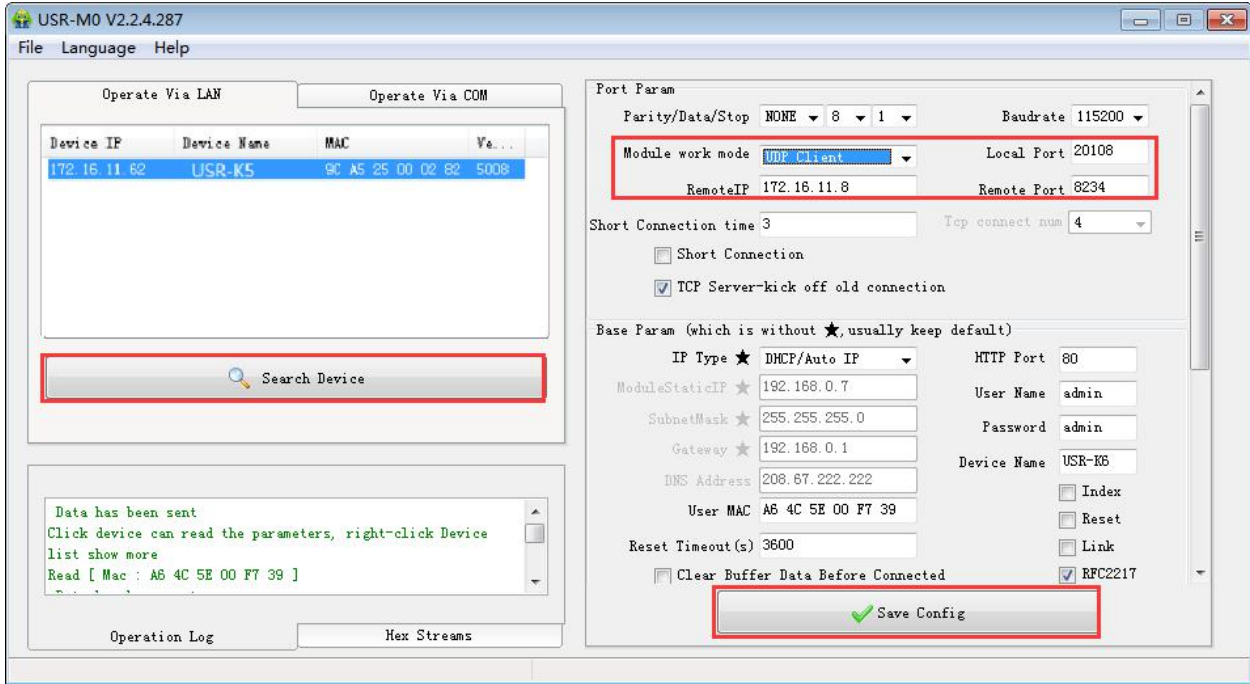 USR-M0 V2.2.4.287
File Language Help
Operate Via LAN
Operate Via COM
Device IP Device Name MAC Ve...
172.16.11.62 USR-K5 9C A5 25 00 02 82 5008
Search Device
Data has been sent
Click device can read the parameters, right-click Device
list show more
Read [ Mac : A6 4C 5E 00 F7 39 ]
Operation Log
Hex Streams
Port Param
Parity/Data/Stop NONE 8 1 Baudrate 115200
Module work mode UDP Client Local Port 20108
RemoteIP 172.16.11.8 Remote Port 8234
Short Connection time 3 Tcp connect num 4
Short Connection
TCP Server-kick off old connection
Base Param (which is without ★, usually keep default)
IP Type ★ DHCP/Auto IP HTTP Port 80
ModuleStaticIP ★ 192.168.0.7 User Name admin
SubnetMask ★ 255.255.255.0 Password admin
Gateway ★ 192.168.0.1 Device Name USR-K6
DNS Address 208.67.222.222 Index
User MAC A6 4C 5E 00 F7 39 Reset
Reset Timeout(s) 3600 Link
Clear Buffer Data Before Connected RFC2217
Save Config